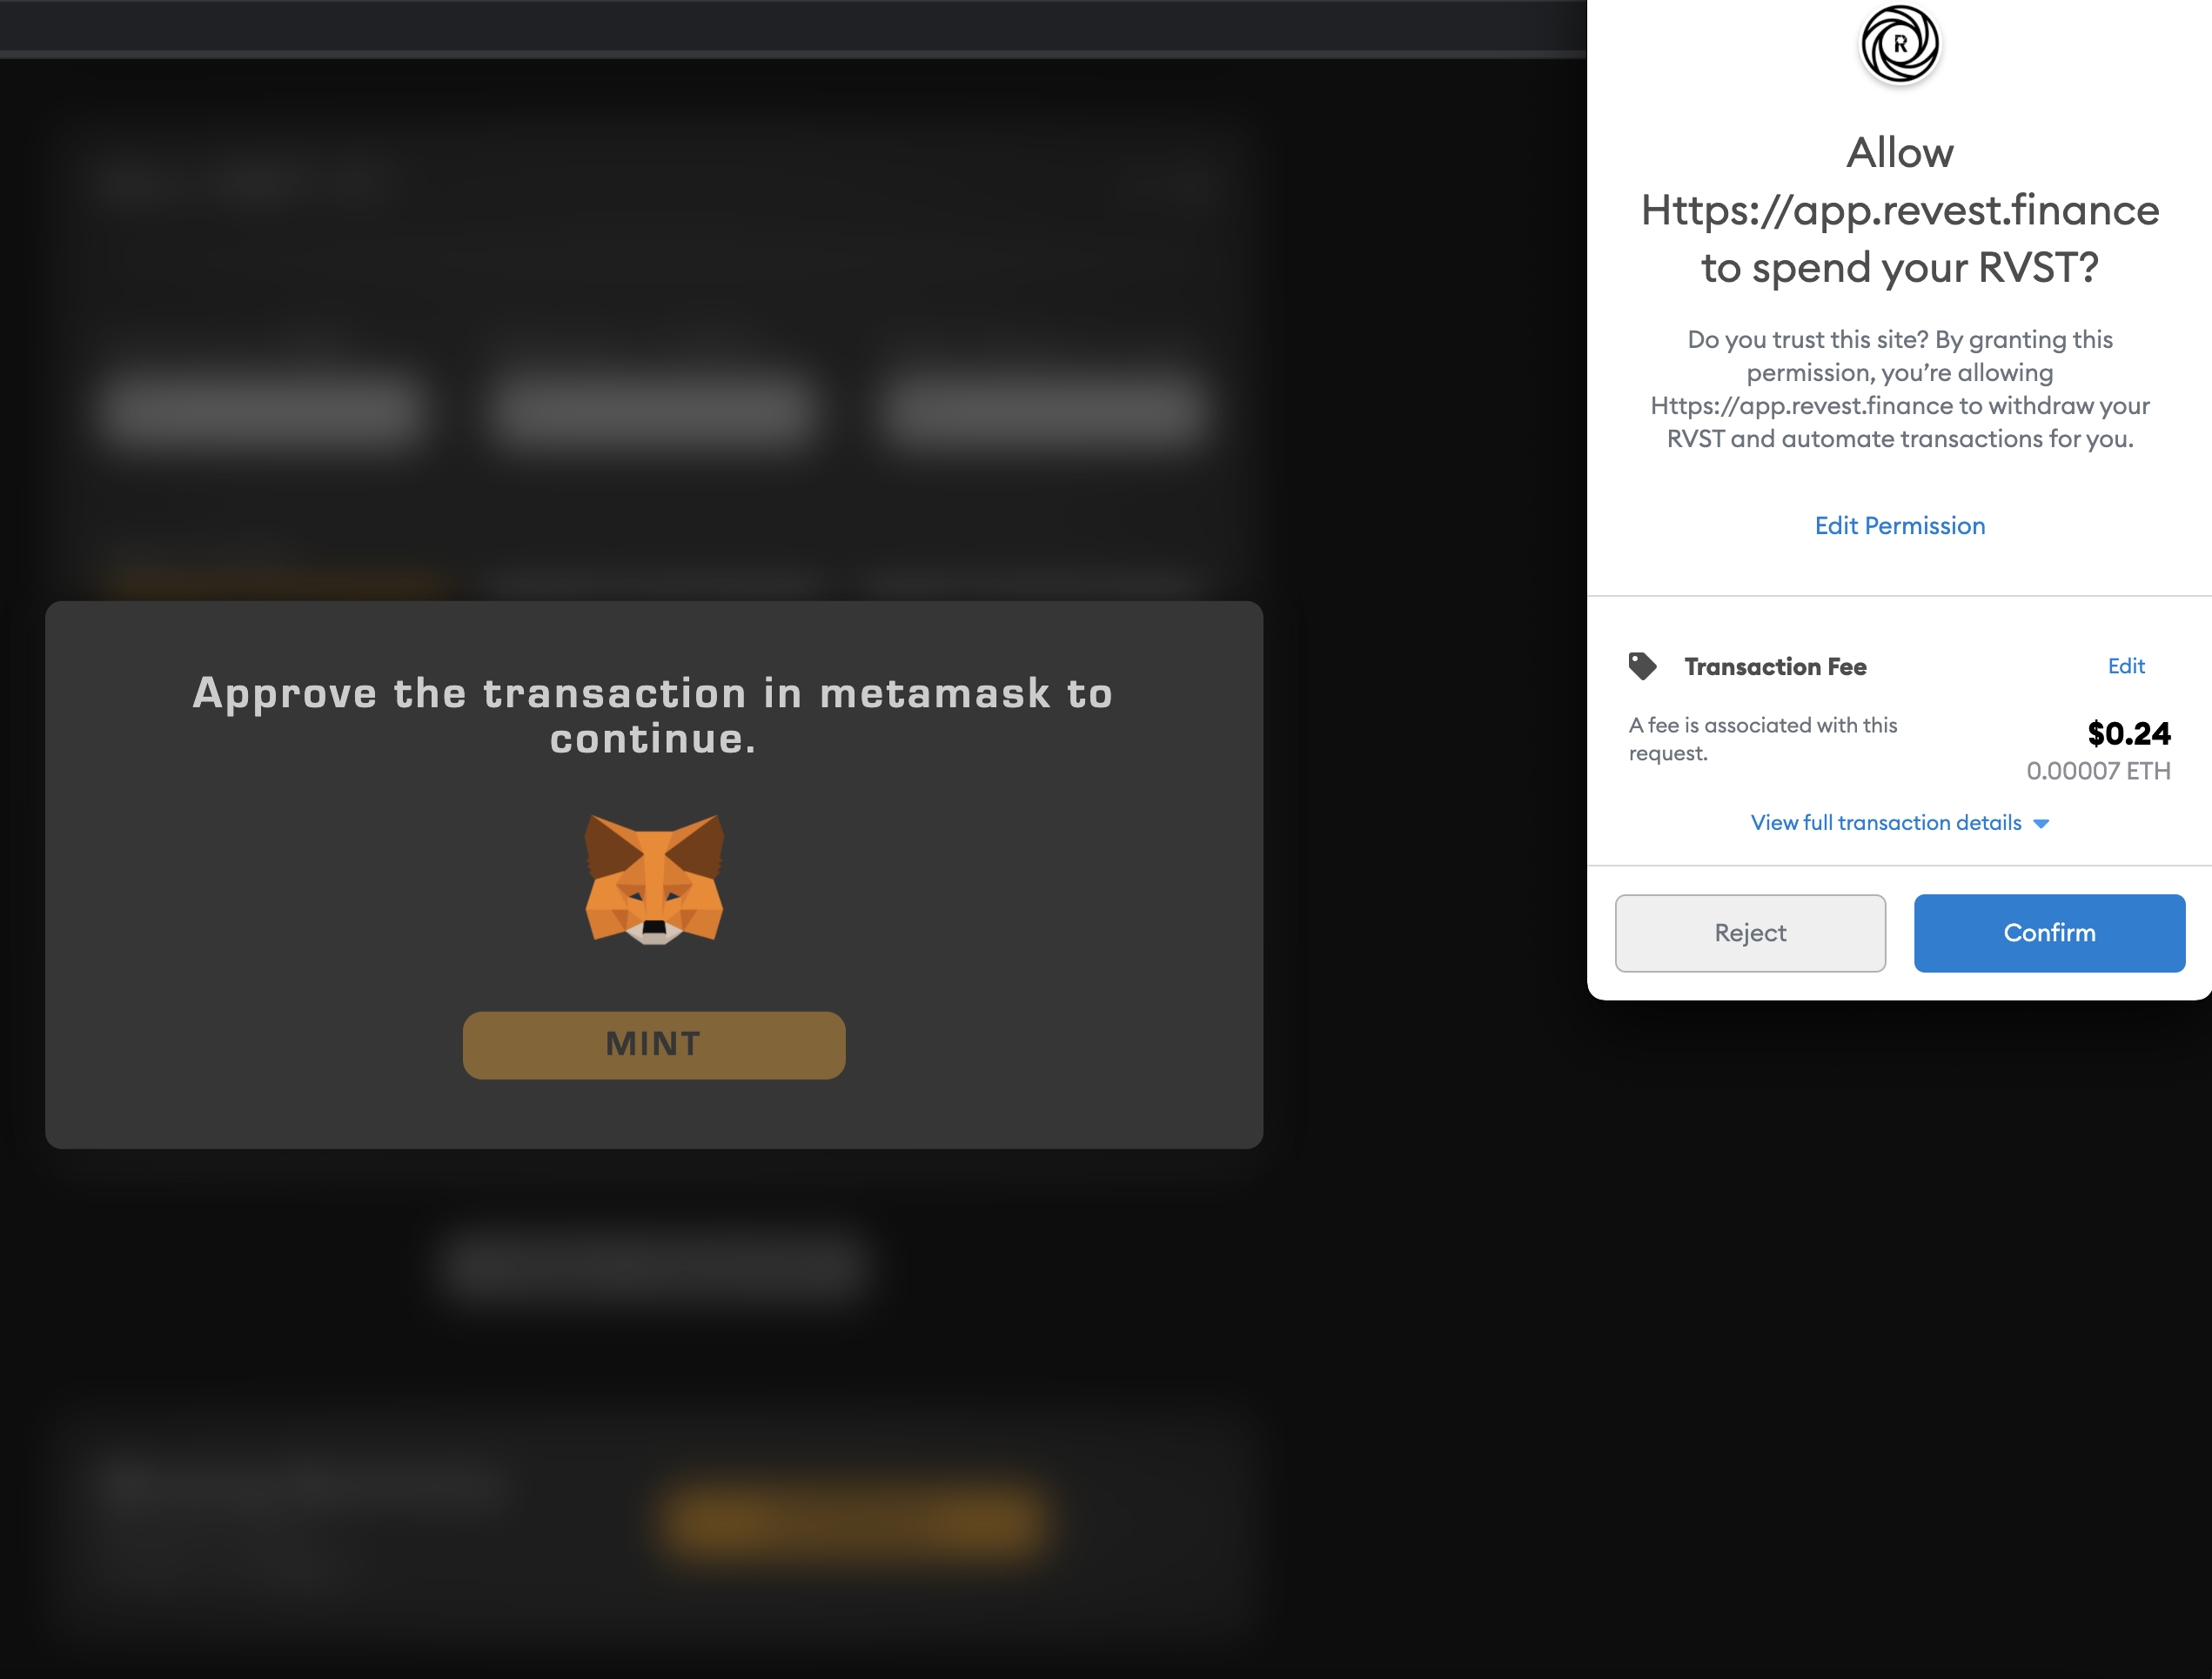 Approve the transaction in metamask to
continue.
MINT
R
Allow
Https://app.revest.finance
to spend your RVST?
Do you trust this site? By granting this
permission, you’re allowing
Https://app.revest.finance to withdraw your
RVST and automate transactions for you.
Edit Permission
Transaction Fee
Edit
A fee is associated with this
request.
$0.24
0.00007 ETH
View full transaction details
Reject
Confirm